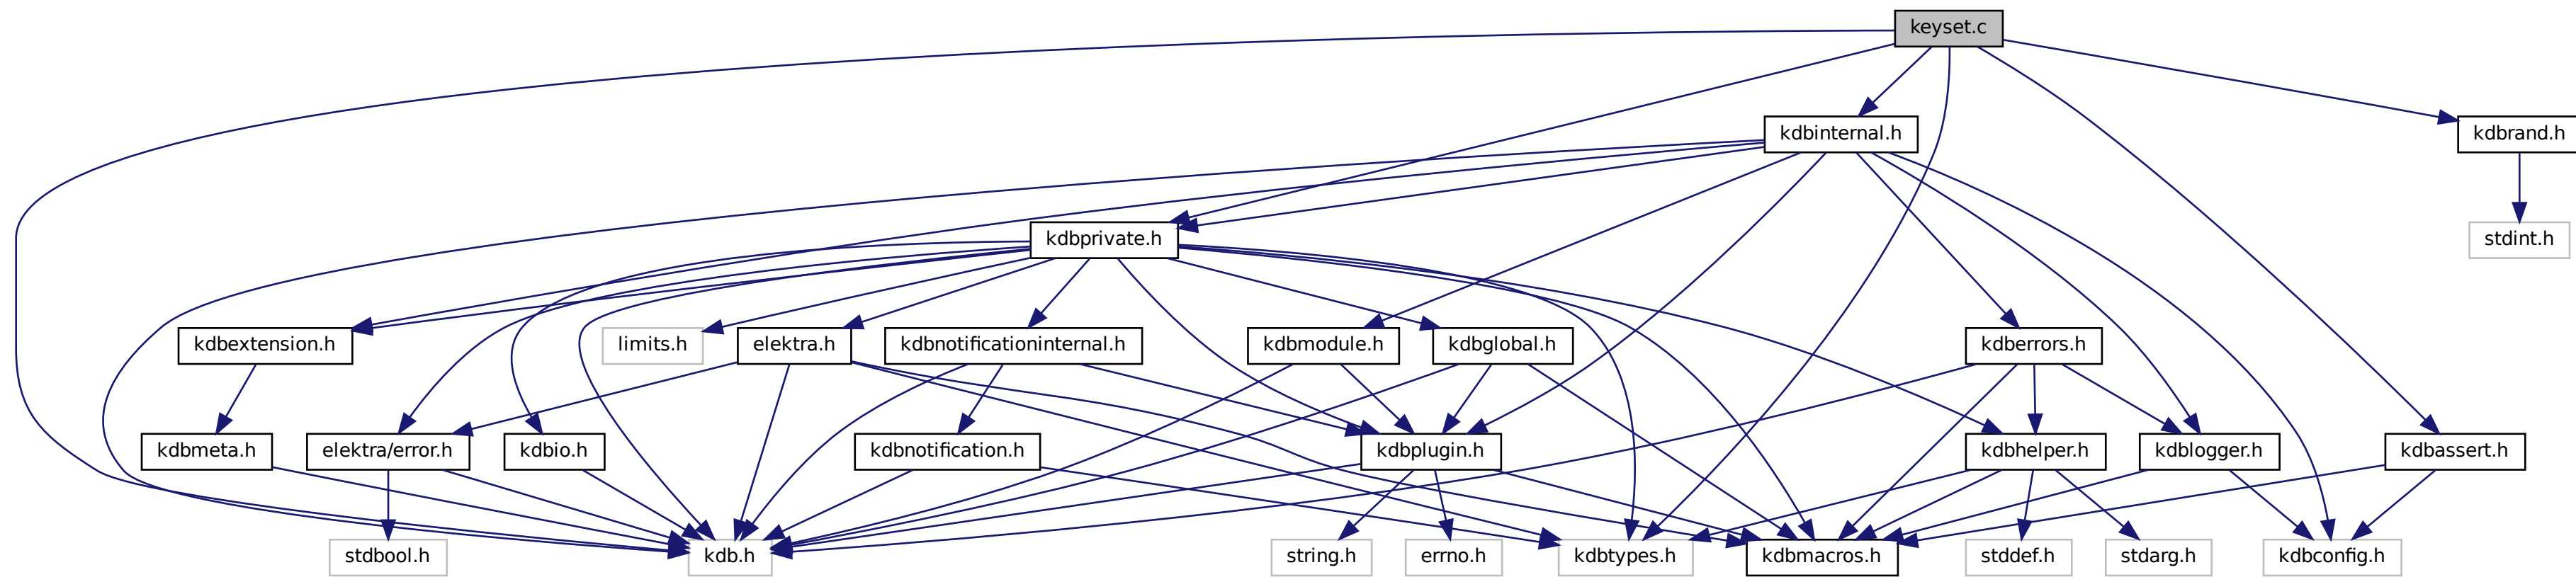 keyset.c
kdbinternal.h
kdbrand.h
kdbprivate.h
stdint.h
kdbextension.h
limits.h
elektra.h
kdbnotificationinternal.h
kdbmodule.h
kdbglobal.h
kdberrors.h
kdbmeta.h
elektra/error.h
kdbio.h
kdbnotification.h
kdbplugin.h
kdbhelper.h
kdblogger.h
kdbassert.h
stdbool.h
kdb.h
string.h
errno.h
kdbtypes.h
kdbmacros.h
stddef.h
stdarg.h
kdbconfig.h